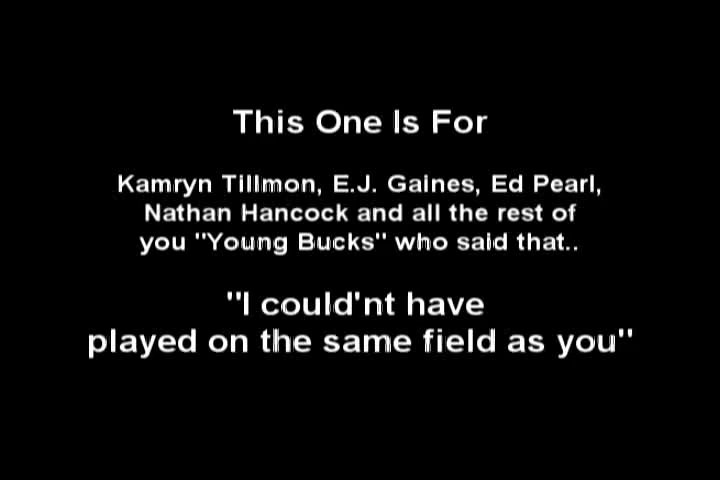 This One Is For
Kamryn Tillmon, E.J. Gaines, Ed Pearl,
Nathan Hancock and all the rest of
you "Young Bucks" who said that..
"I could'nt have
played on the same field as you"